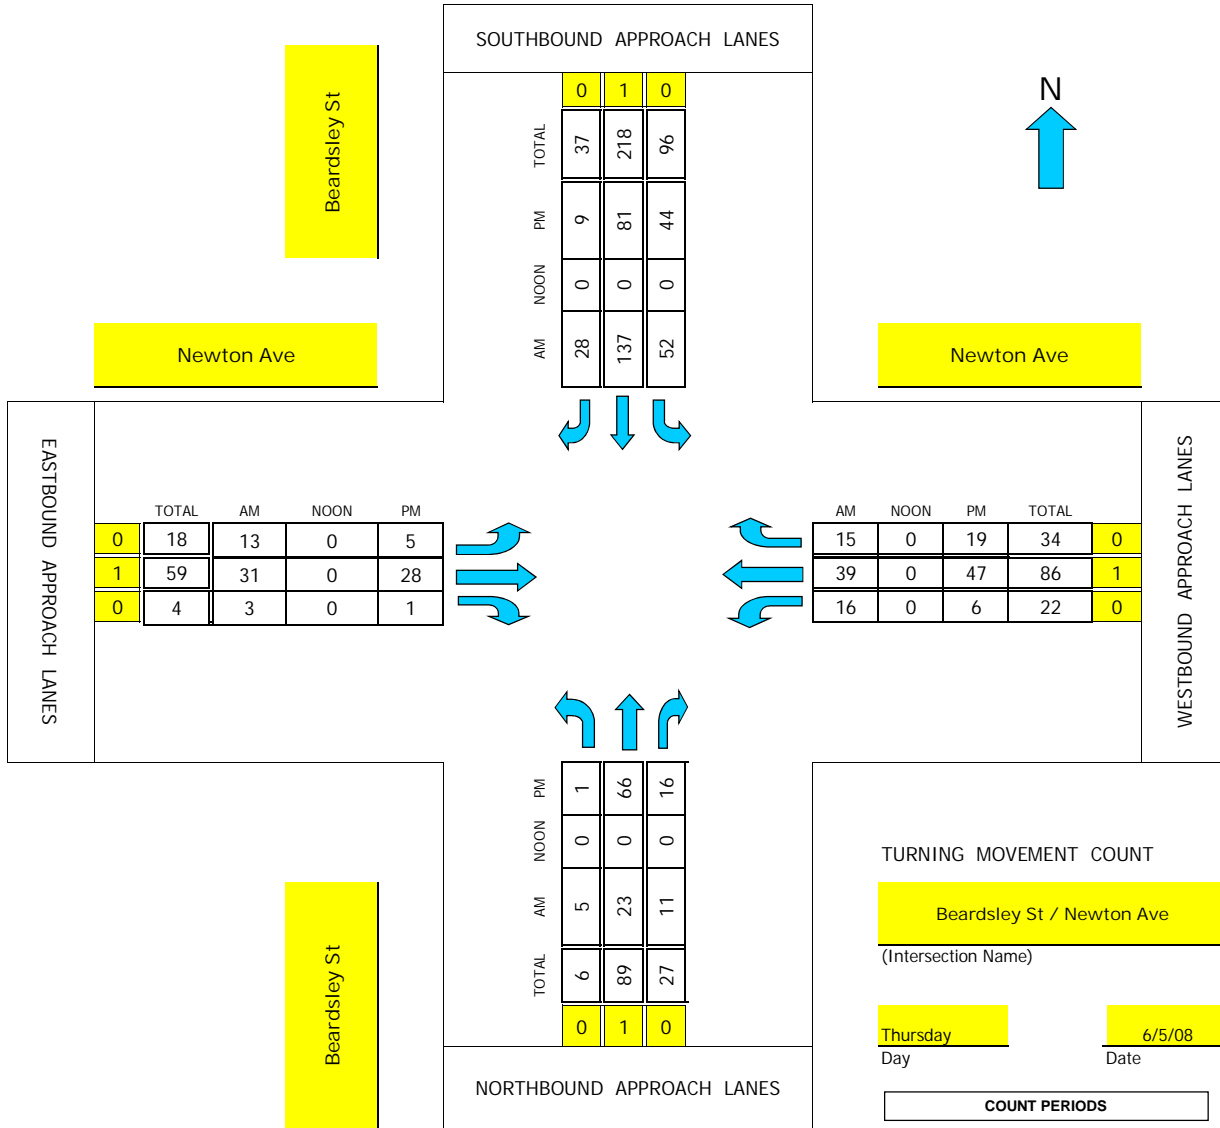 SOUTHBOUND APPROACH LANES
0 1 0
Beardsley St
N
TOTAL 37 218 96
PM 9 81 44
NOON 0 0 0
AM 28 137 52
Newton Ave
Newton Ave
EASTBOUND APPROACH LANES
TOTAL AM NOON PM
0 18 13 0 5
1 59 31 0 28
0 4 3 0 1
AM NOON PM TOTAL
15 0 19 34 0
39 0 47 86 1
16 0 6 22 0
WESTBOUND APPROACH LANES
PM 1 66 16
NOON 0 0 0
AM 5 23 11
TOTAL 6 89 27
0 1 0
Beardsley St
NORTHBOUND APPROACH LANES
TURNING MOVEMENT COUNT
Beardsley St / Newton Ave
(Intersection Name)
Thursday 6/5/08
Day Date
COUNT PERIODS